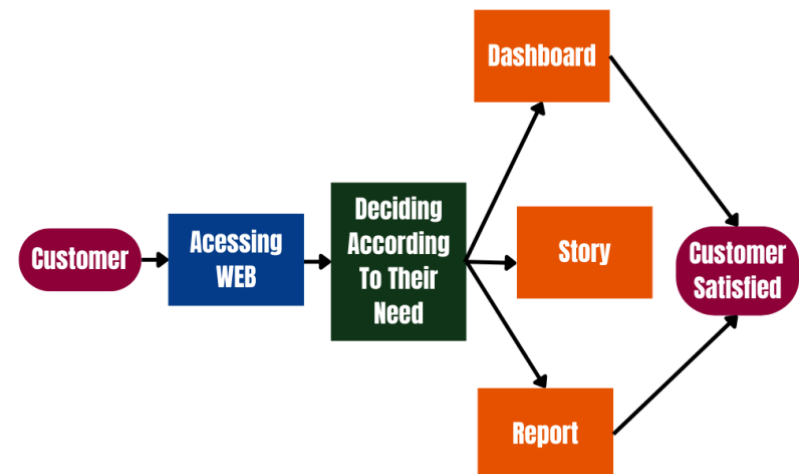 Dashboard
Customer
Acessing
WEB
Deciding
According
To Their
Need
Story
Customer
Satisfied
Report